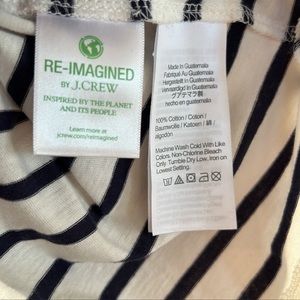 RE-IMAGINED
BY J.CREW
INSPIRED BY THE PLANET
AND ITS PEOPLE
Learn more at
jcrew.com/reimagined
Made in Guatemala
Fabriqué Au Guatemala
Hergestellt in Guatemala
Vervaardigd in Guatemala
グアテマラ製
hecho en guatemala
100% Cotton / Coton /
Baumwolle / Katoen / 綿 /
algodón
Machine Wash Cold With Like
Colors. Non-Chlorine Bleach
Only Tumble Dry Low. Iron on
Lowest Setting.